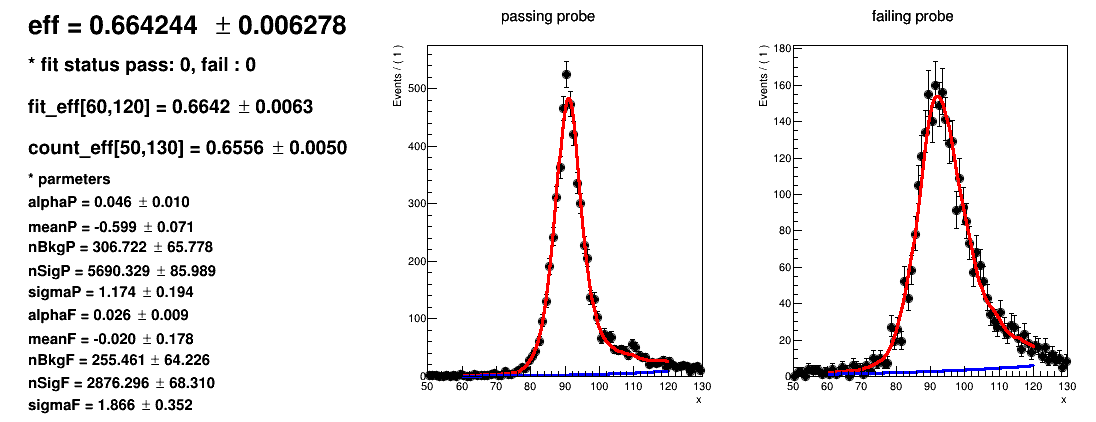 eff = 0.664244 ± 0.006278
* fit status pass: 0, fail : 0
fit_eff[60,120] = 0.6642 ± 0.0063
count_eff[50,130] = 0.6556 ± 0.0050
* parmeters
alphaP = 0.046 ± 0.010
meanP = -0.599 ± 0.071
nBkgP = 306.722 ± 65.778
nSigP = 5690.329 ± 85.989
sigmaP = 1.174 ± 0.194
alphaF = 0.026 ± 0.009
meanF = -0.020 ± 0.178
nBkgF = 255.461 ± 64.226
nSigF = 2876.296 ± 68.310
sigmaF = 1.866 ± 0.352
passing probe
Events / ( 1 )
500
400
300
200
100
0
50 60 70 80 90 100 110 120 130
x
failing probe
Events / ( 1 )
180
160
140
120
100
80
60
40
20
0
50 60 70 80 90 100 110 120 130
x